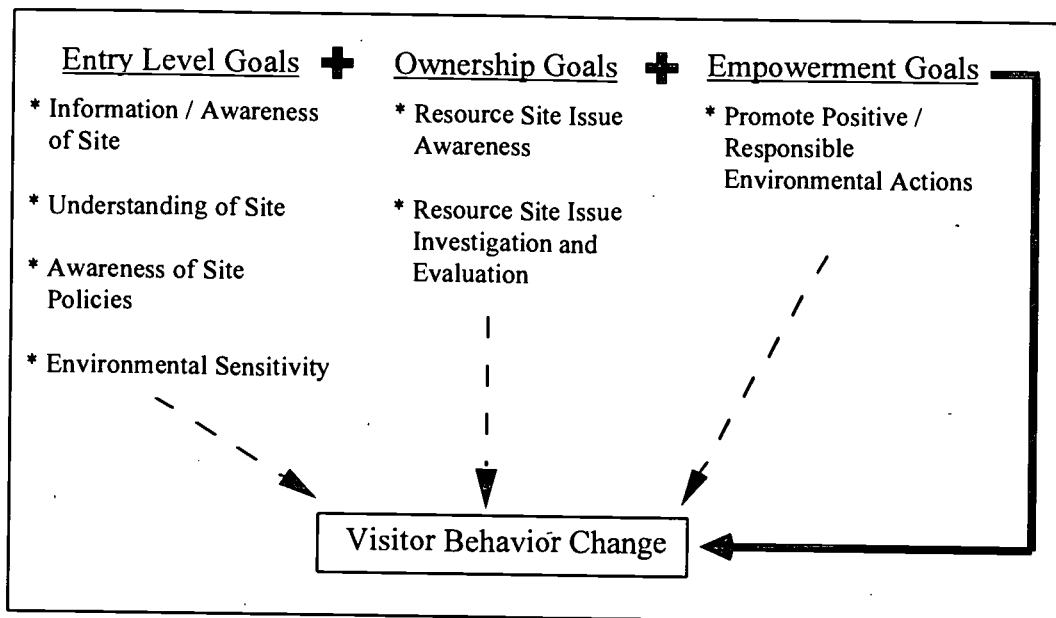 Entry Level Goals + Ownership Goals + Empowerment Goals
* Information / Awareness
of Site
* Understanding of Site
* Awareness of Site
Policies
* Environmental Sensitivity
* Resource Site Issue
Awareness
* Resource Site Issue
Investigation and
Evaluation
* Promote Positive /
Responsible
Environmental Actions
Visitor Behavior Change